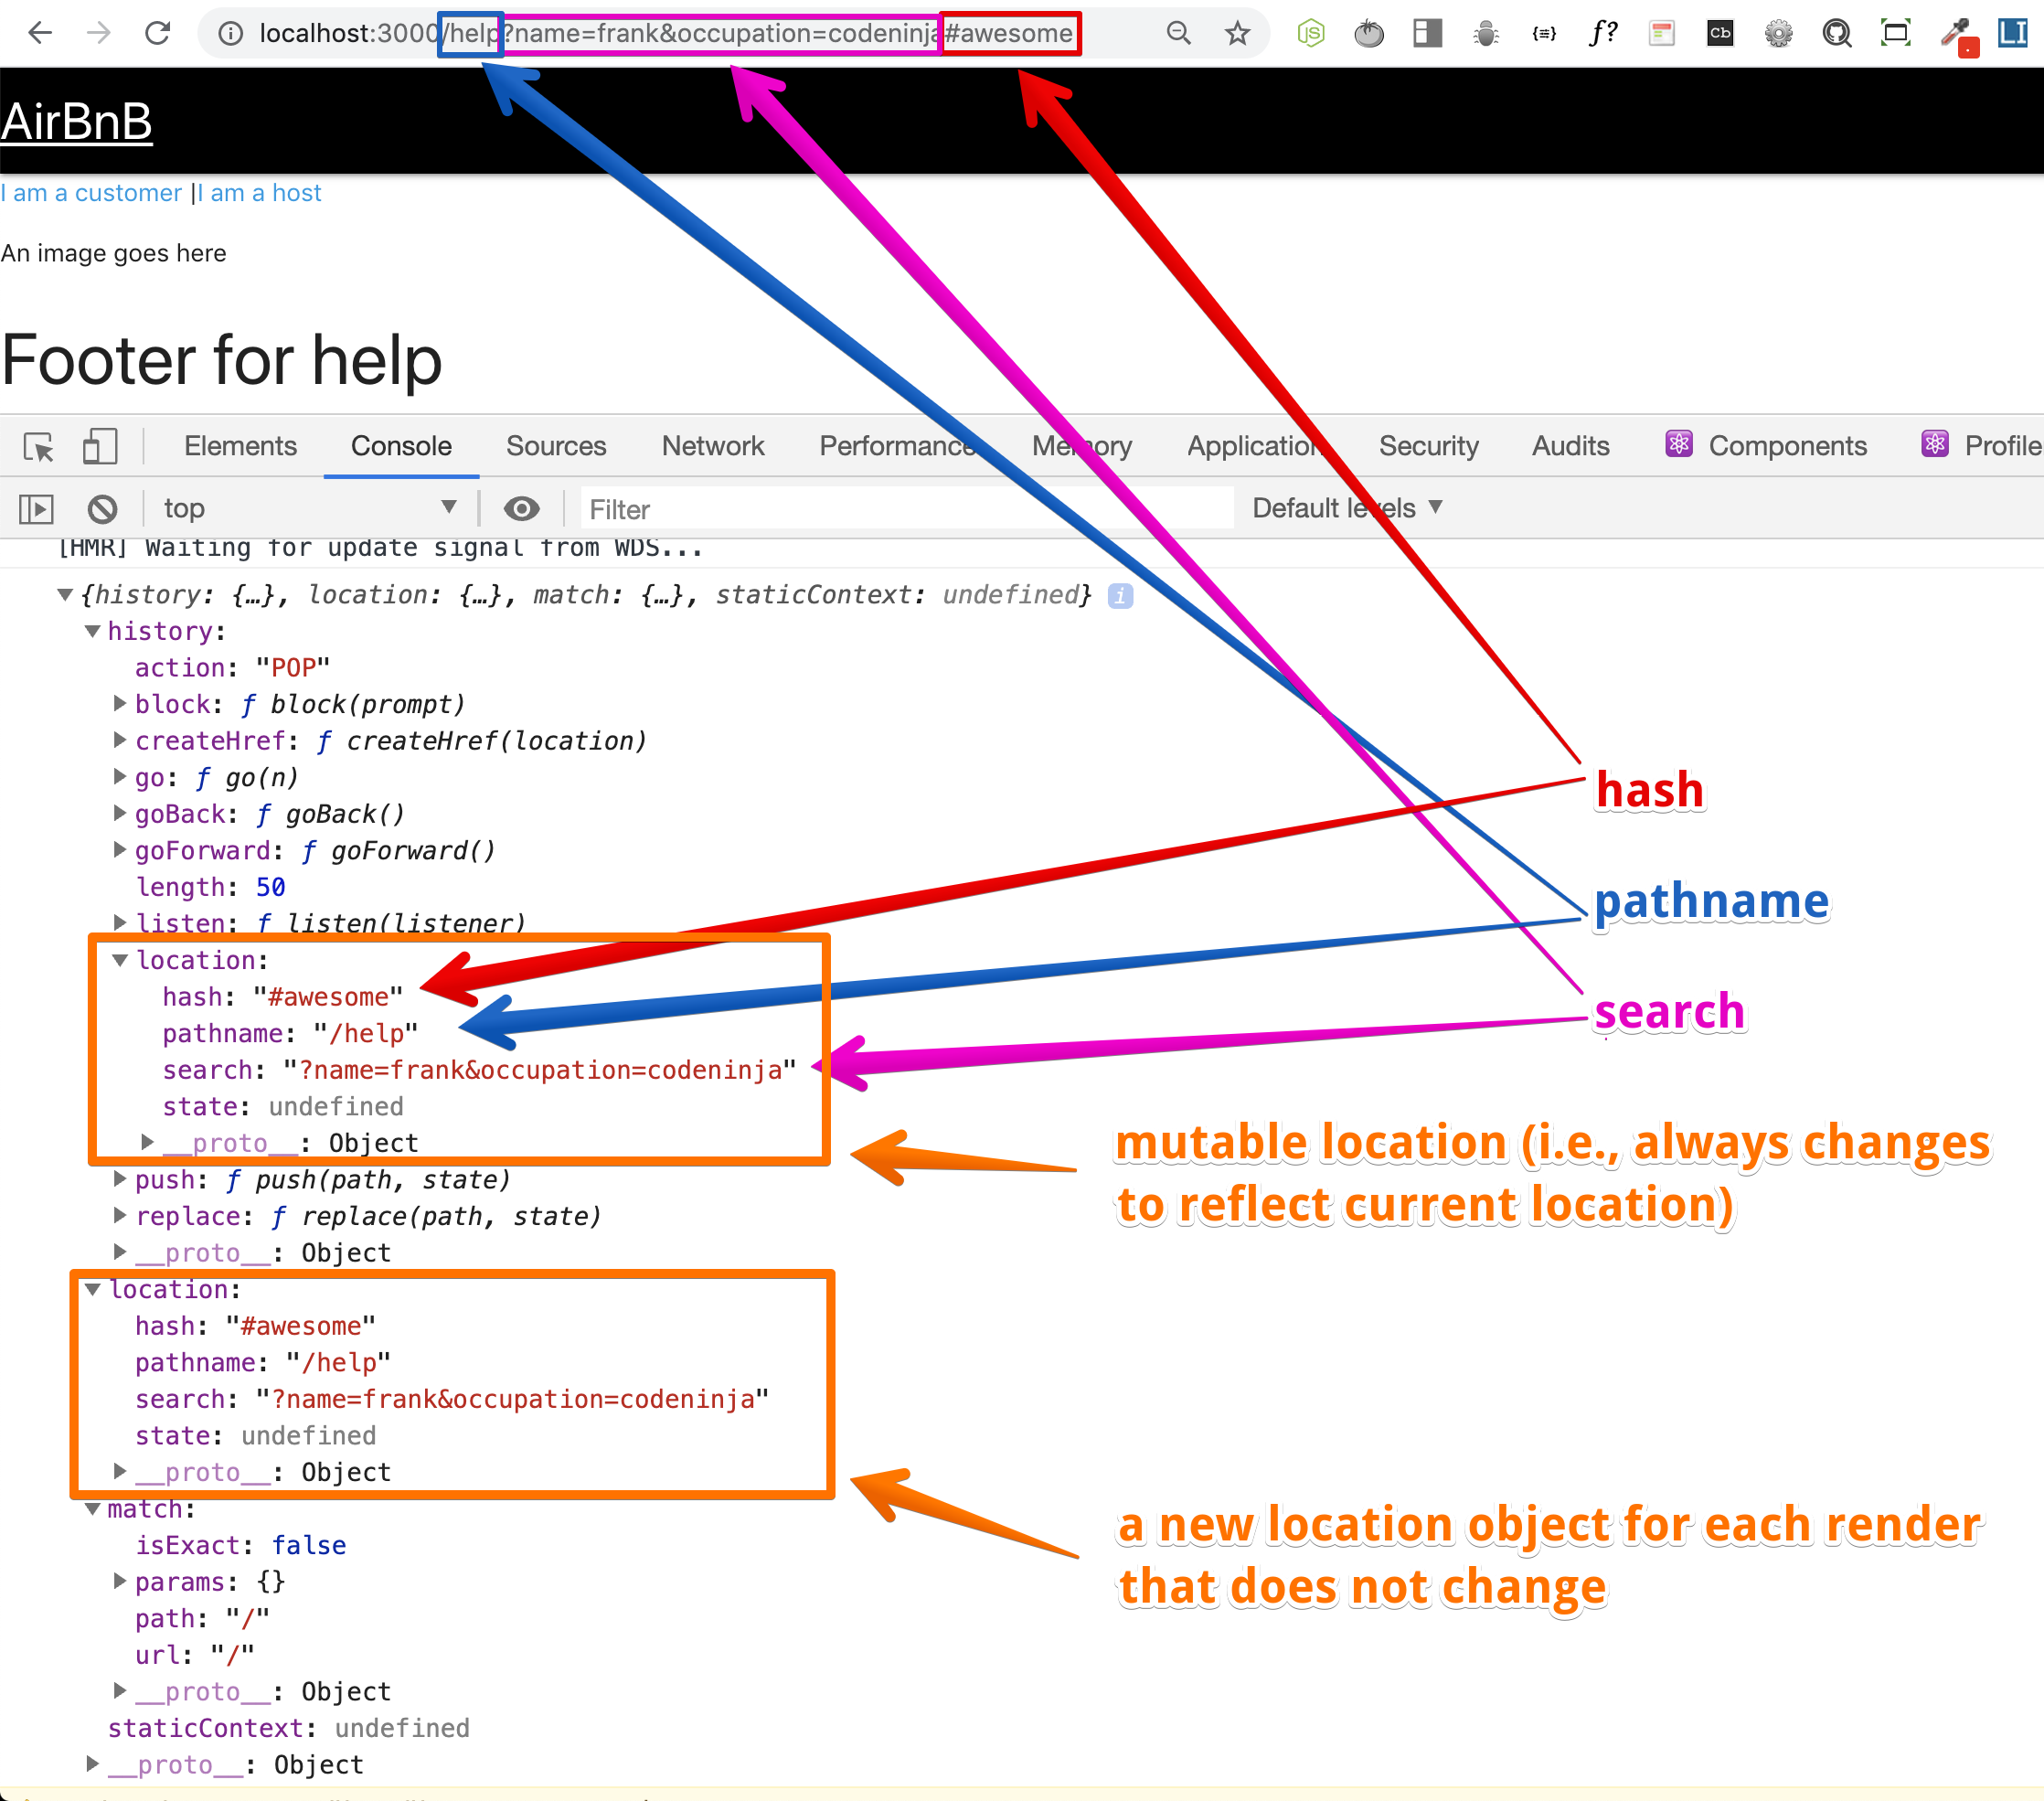 localhost:3000/help?name=frank&occupation=codeninja#awesome
AirBnB
I am a customer |I am a host
An image goes here
Footer for help
Elements Console Sources Network Performance Memory Application Security Audits Components Profile
top Filter Default levels
[HMR] Waiting for update signal from WDS...
{history: {…}, location: {…}, match: {…}, staticContext: undefined}
history:
action: "POP"
block: ƒ block(prompt)
createHref: ƒ createHref(location)
go: ƒ go(n)
hash
goBack: ƒ goBack()
goForward: ƒ goForward()
length: 50
pathname
listen: ƒ listen(listener)
location:
hash: "#awesome"
search
pathname: "/help"
search: "?name=frank&occupation=codeninja"
state: undefined
__proto__: Object
mutable location (i.e., always changes
to reflect current location)
push: ƒ push(path, state)
replace: ƒ replace(path, state)
__proto__: Object
location:
hash: "#awesome"
pathname: "/help"
search: "?name=frank&occupation=codeninja"
state: undefined
__proto__: Object
a new location object for each render
that does not change
match:
isExact: false
params: {}
path: "/"
url: "/"
__proto__: Object
staticContext: undefined
__proto__: Object